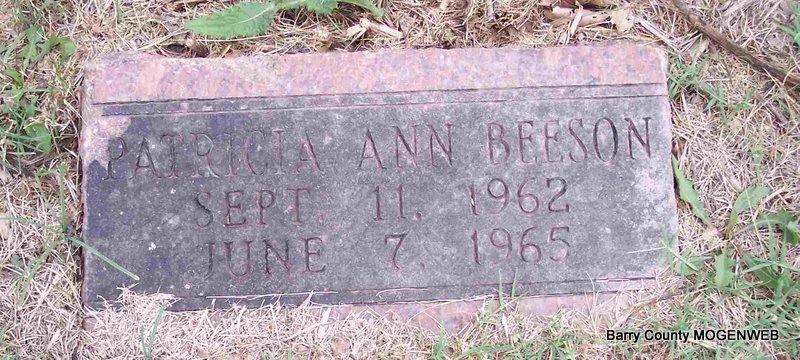 PATRICIA ANN BEESON
SEPT. 11. 1962
JUNE 7. 1965
Barry County MOGENWEB